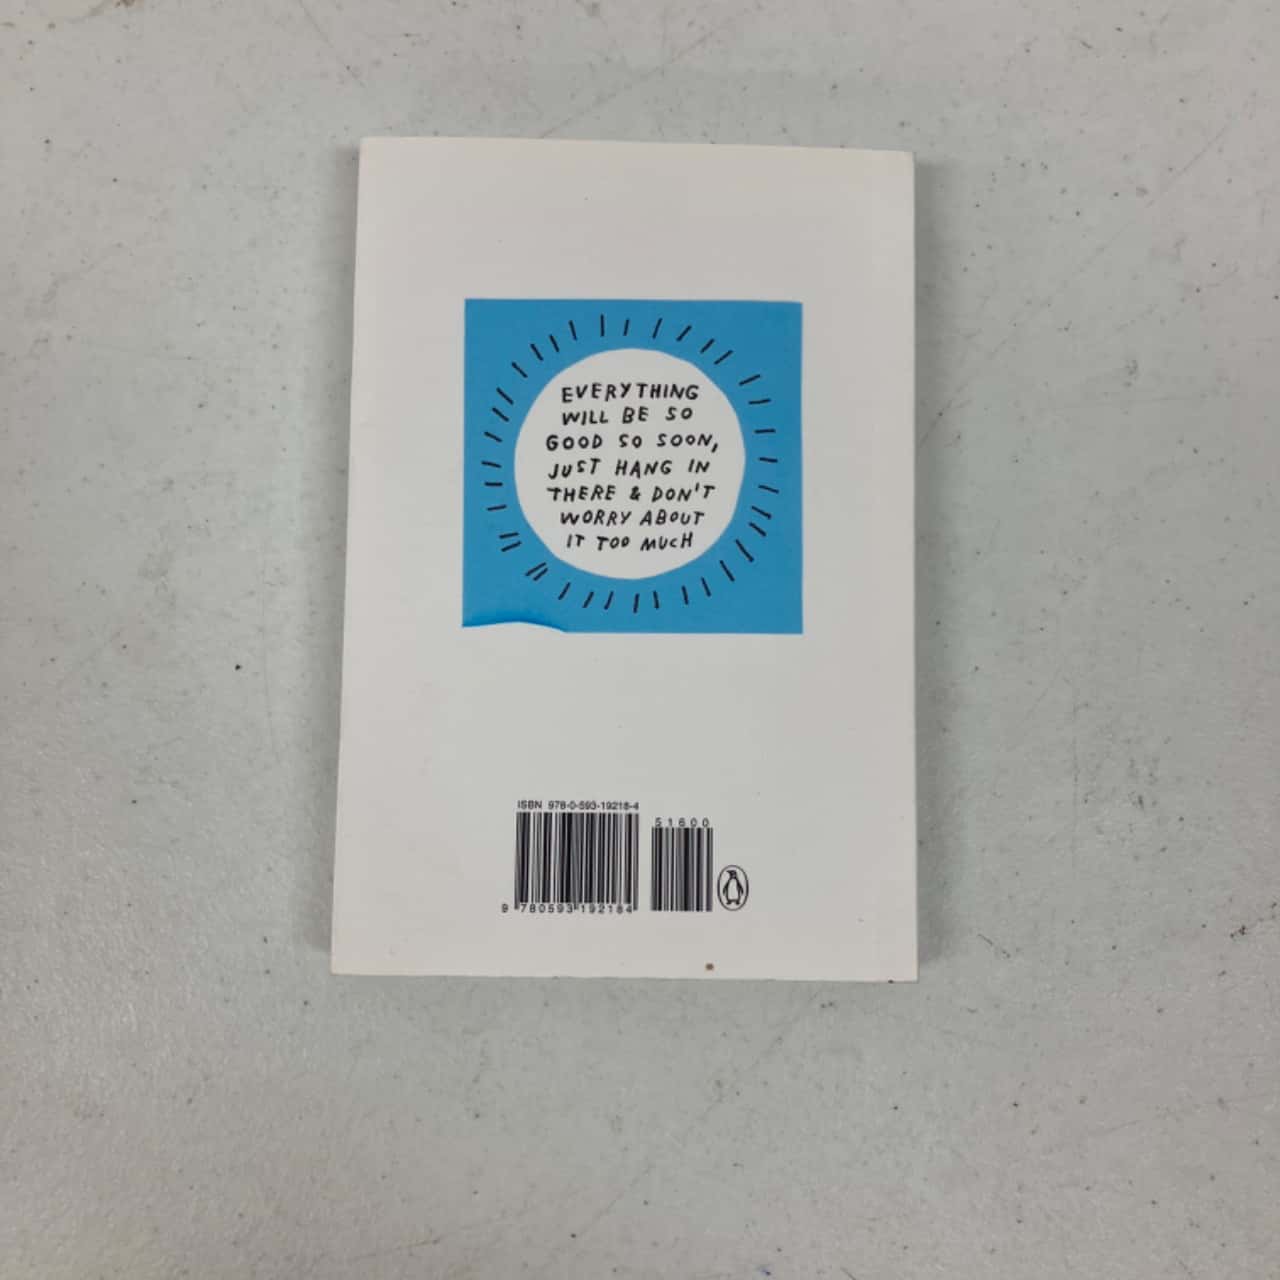 EVERYTHING
WILL BE SO
GOOD SO SOON,
JUST HANG IN
THERE & DON'T
WORRY ABOUT
IT TOO MUCH
ISBN 978-0-593-19218-4
51600
9 780593 192184